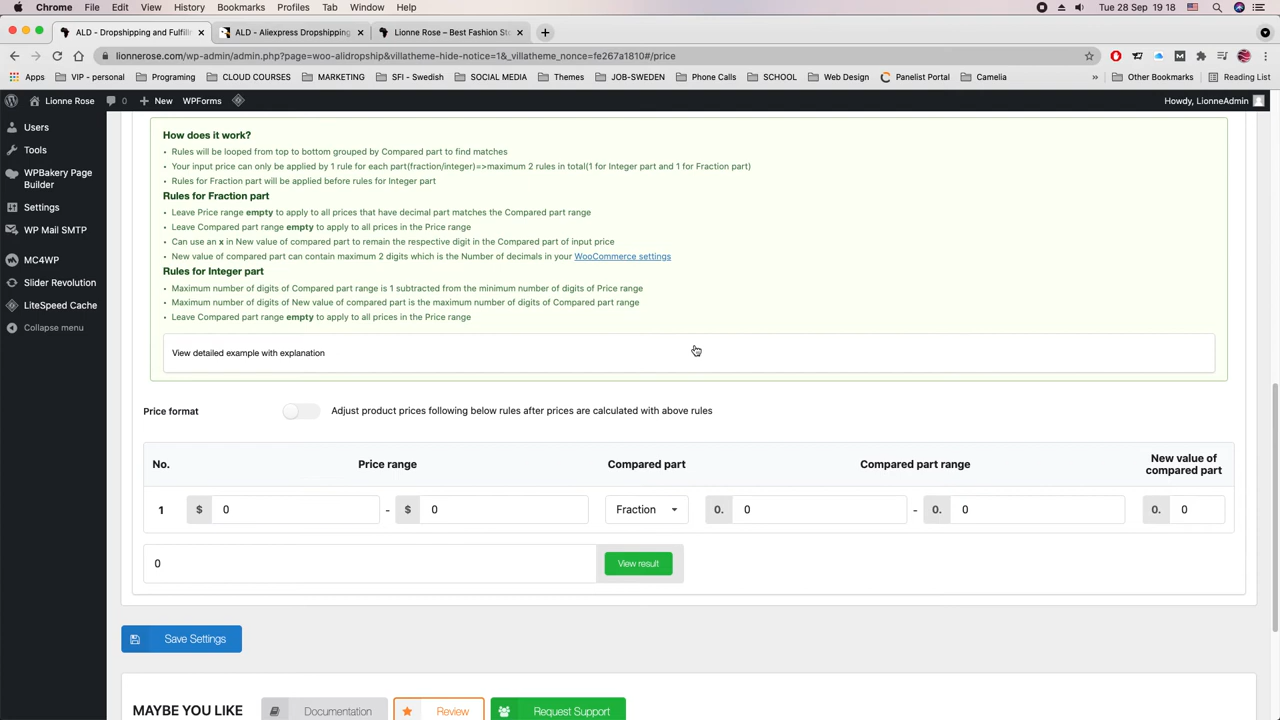 Chrome File Edit View History Bookmarks Profiles Tab Window Help Tue 28 Sep 19 18
ALD - Dropshipping and Fulfilln ALD - Aliexpress Dropshipping Lionne Rose – Best Fashion Sto
lionnerose.com/wp-admin/admin.php?page=woo-alidropship&villatheme-hide-notice=1&_villatheme_nonce=fe267a1810#/price
Apps VIP - personal Programing CLOUD COURSES MARKETING SFI - Swedish SOCIAL MEDIA Themes JOB-SWEDEN Phone Calls SCHOOL Web Design Panelist Portal Camelia » Other Bookmarks Reading List
Lionne Rose 0 New WPForms Howdy, LionneAdmin
Users
Tools
WPBakery Page
Builder
Settings
WP Mail SMTP
MC4WP
Slider Revolution
LiteSpeed Cache
Collapse menu
How does it work?
Rules will be looped from top to bottom grouped by Compared part to find matches
Your input price can only be applied by 1 rule for each part(fraction/integer)=>maximum 2 rules in total(1 for Integer part and 1 for Fraction part)
Rules for Fraction part will be applied before rules for Integer part
Rules for Fraction part
Leave Price range empty to apply to all prices that have decimal part matches the Compared part range
Leave Compared part range empty to apply to all prices in the Price range
Can use an x in New value of compared part to remain the respective digit in the Compared part of input price
New value of compared part can contain maximum 2 digits which is the Number of decimals in your WooCommerce settings
Rules for Integer part
Maximum number of digits of Compared part range is 1 subtracted from the minimum number of digits of Price range
Maximum number of digits of New value of compared part is the maximum number of digits of Compared part range
Leave Compared part range empty to apply to all prices in the Price range
View detailed example with explanation
Price format Adjust product prices following below rules after prices are calculated with above rules
No. Price range Compared part Compared part range New value of
compared part
1 $ 0 - $ 0 Fraction 0. 0 - 0. 0 0. 0
0 View result
Save Settings
MAYBE YOU LIKE Documentation Review Request Support